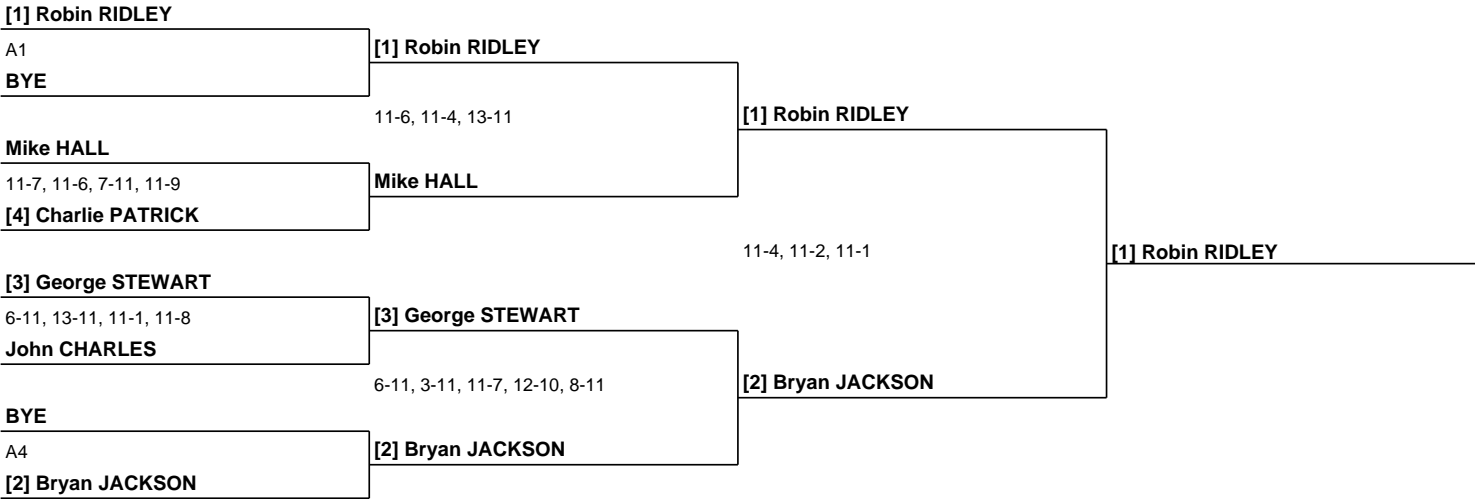 [1] Robin RIDLEY
A1
BYE
Mike HALL
11-7, 11-6, 7-11, 11-9
[4] Charlie PATRICK
[3] George STEWART
6-11, 13-11, 11-1, 11-8
John CHARLES
BYE
A4
[2] Bryan JACKSON
[1] Robin RIDLEY
11-6, 11-4, 13-11
Mike HALL
[3] George STEWART
6-11, 3-11, 11-7, 12-10, 8-11
[2] Bryan JACKSON
[1] Robin RIDLEY
11-4, 11-2, 11-1
[2] Bryan JACKSON
[1] Robin RIDLEY